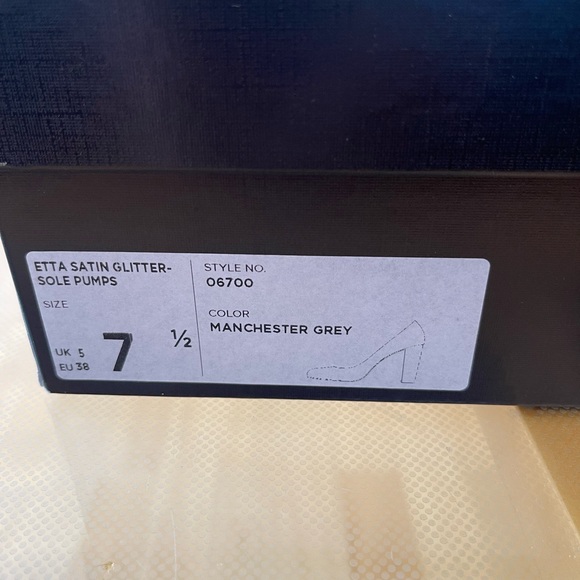 ETTA SATIN GLITTER-
SOLE PUMPS
SIZE
7 ½
UK 5
EU 38
STYLE NO.
06700
COLOR
MANCHESTER GREY